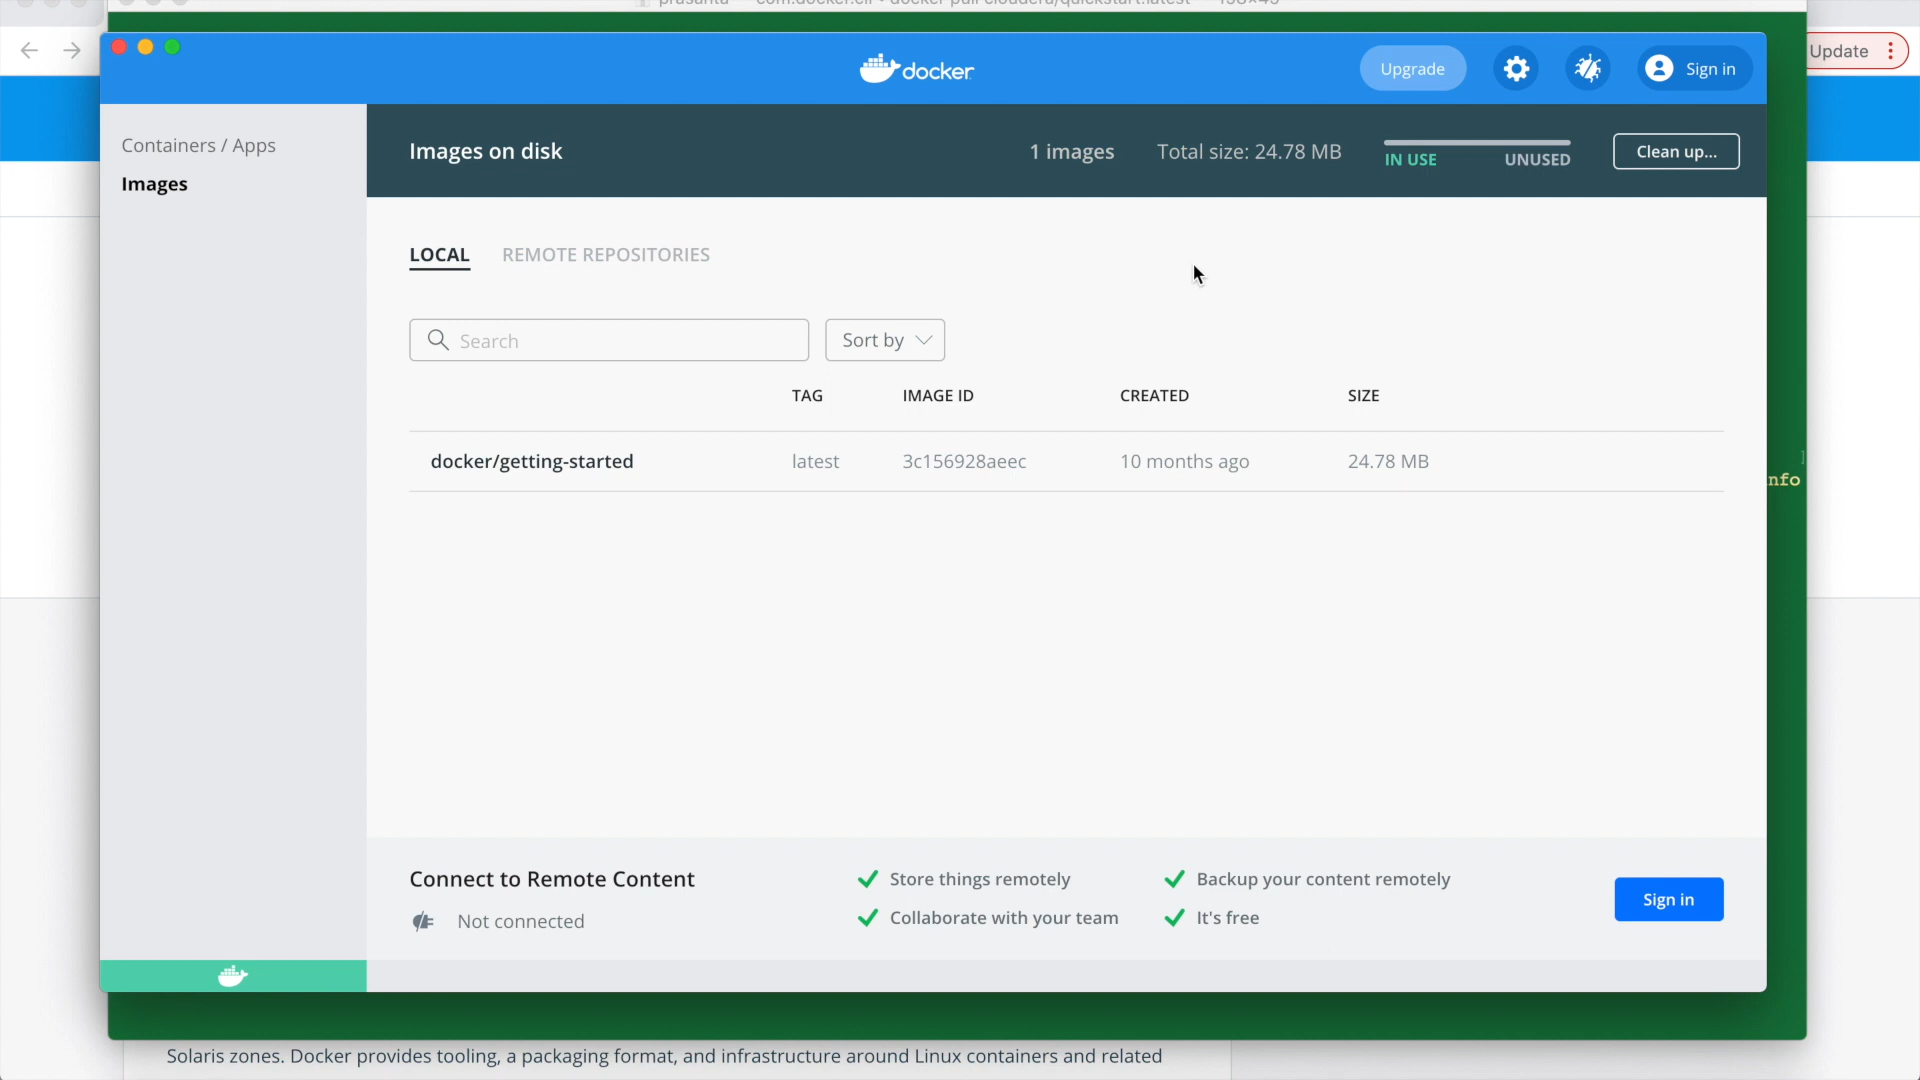 Update
docker
Upgrade
Sign in
Containers / Apps
Images
Images on disk
1 images
Total size: 24.78 MB
IN USE
UNUSED
Clean up...
LOCAL
REMOTE REPOSITORIES
Search
Sort by
TAG
IMAGE ID
CREATED
SIZE
docker/getting-started
latest
3c156928aeec
10 months ago
24.78 MB
nfo
Connect to Remote Content
Not connected
Store things remotely
Collaborate with your team
Backup your content remotely
It's free
Sign in
Solaris zones. Docker provides tooling, a packaging format, and infrastructure around Linux containers and related